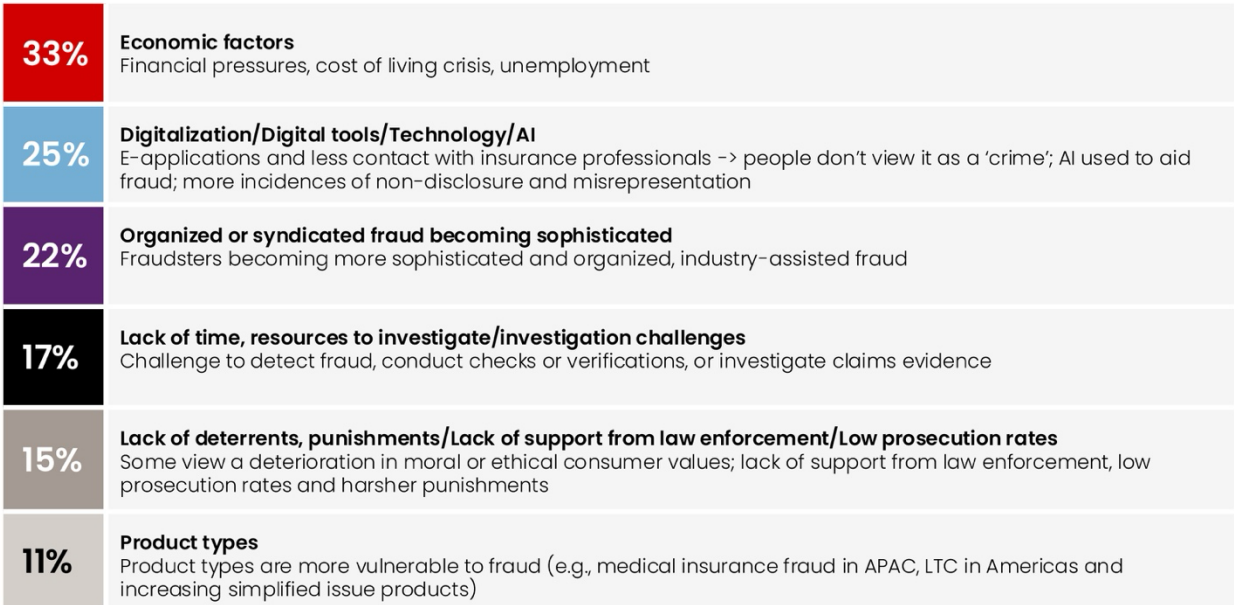 33%
Economic factors
Financial pressures, cost of living crisis, unemployment
25%
Digitalization/Digital tools/Technology/AI
E-applications and less contact with insurance professionals -> people don’t view it as a ‘crime’; AI used to aid
fraud; more incidences of non-disclosure and misrepresentation
22%
Organized or syndicated fraud becoming sophisticated
Fraudsters becoming more sophisticated and organized, industry-assisted fraud
17%
Lack of time, resources to investigate/investigation challenges
Challenge to detect fraud, conduct checks or verifications, or investigate claims evidence
15%
Lack of deterrents, punishments/Lack of support from law enforcement/Low prosecution rates
Some view a deterioration in moral or ethical consumer values; lack of support from law enforcement, low
prosecution rates and harsher punishments
11%
Product types
Product types are more vulnerable to fraud (e.g., medical insurance fraud in APAC, LTC in Americas and
increasing simplified issue products)